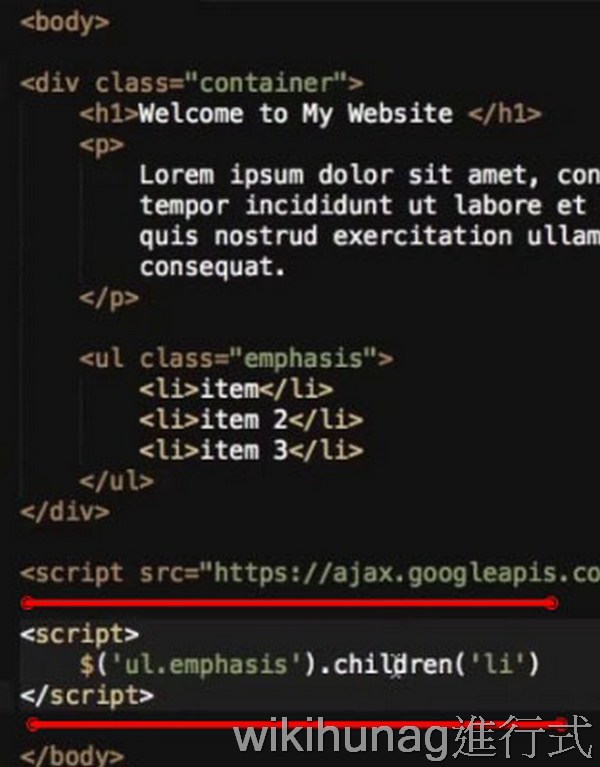 <body>
<div class="container">
<h1>Welcome to My Website </h1>
<p>
Lorem ipsum dolor sit amet, con
tempor incididunt ut labore et
quis nostrud exercitation ullam
consequat.
</p>
<ul class="emphasis">
<li>item</li>
<li>item 2</li>
<li>item 3</li>
</ul>
</div>
<script src="https://ajax.googleapis.co
<script>
$('ul.emphasis').children('li')
</script>
wikihunag進行式
</body>